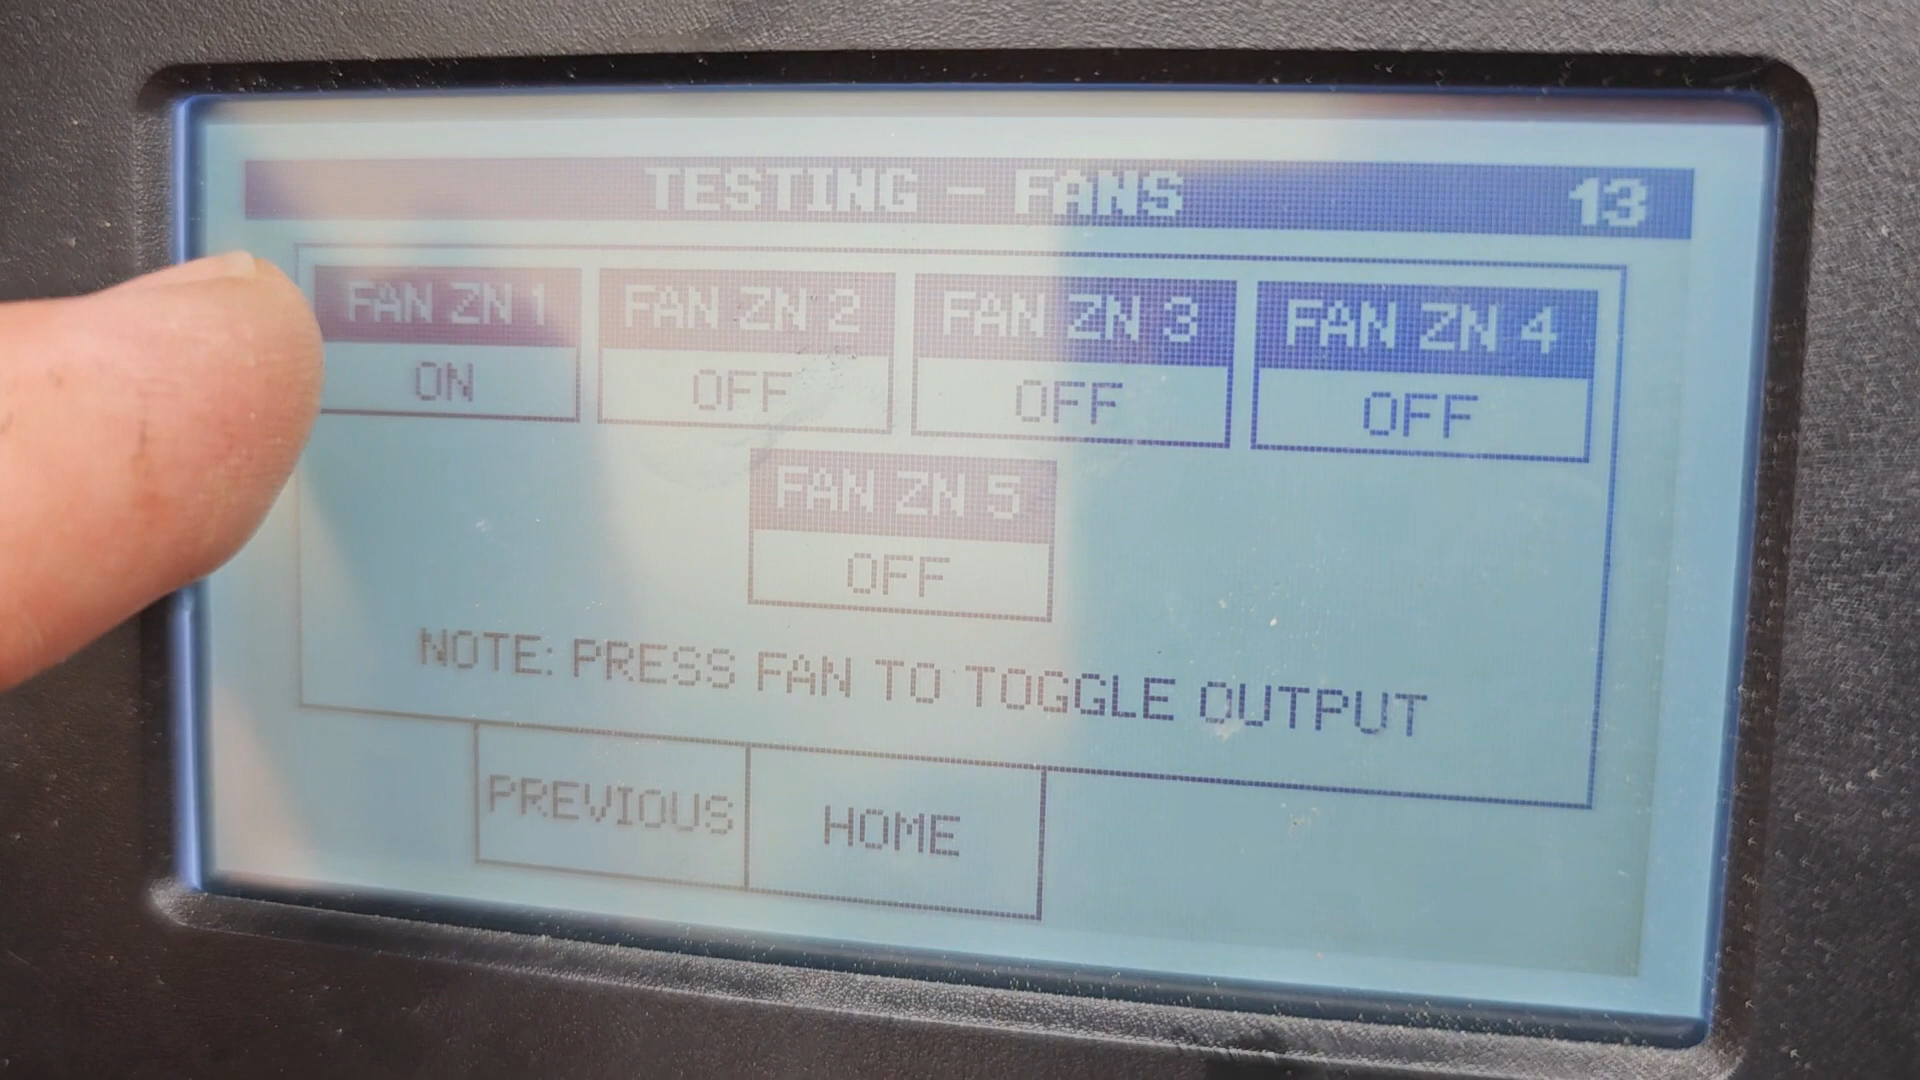 TESTING - FANS 13
FAN ZN 1 FAN ZN 2 FAN ZN 3 FAN ZN 4
ON OFF OFF OFF
FAN ZN 5
OFF
NOTE: PRESS FAN TO TOGGLE OUTPUT
PREVIOUS HOME